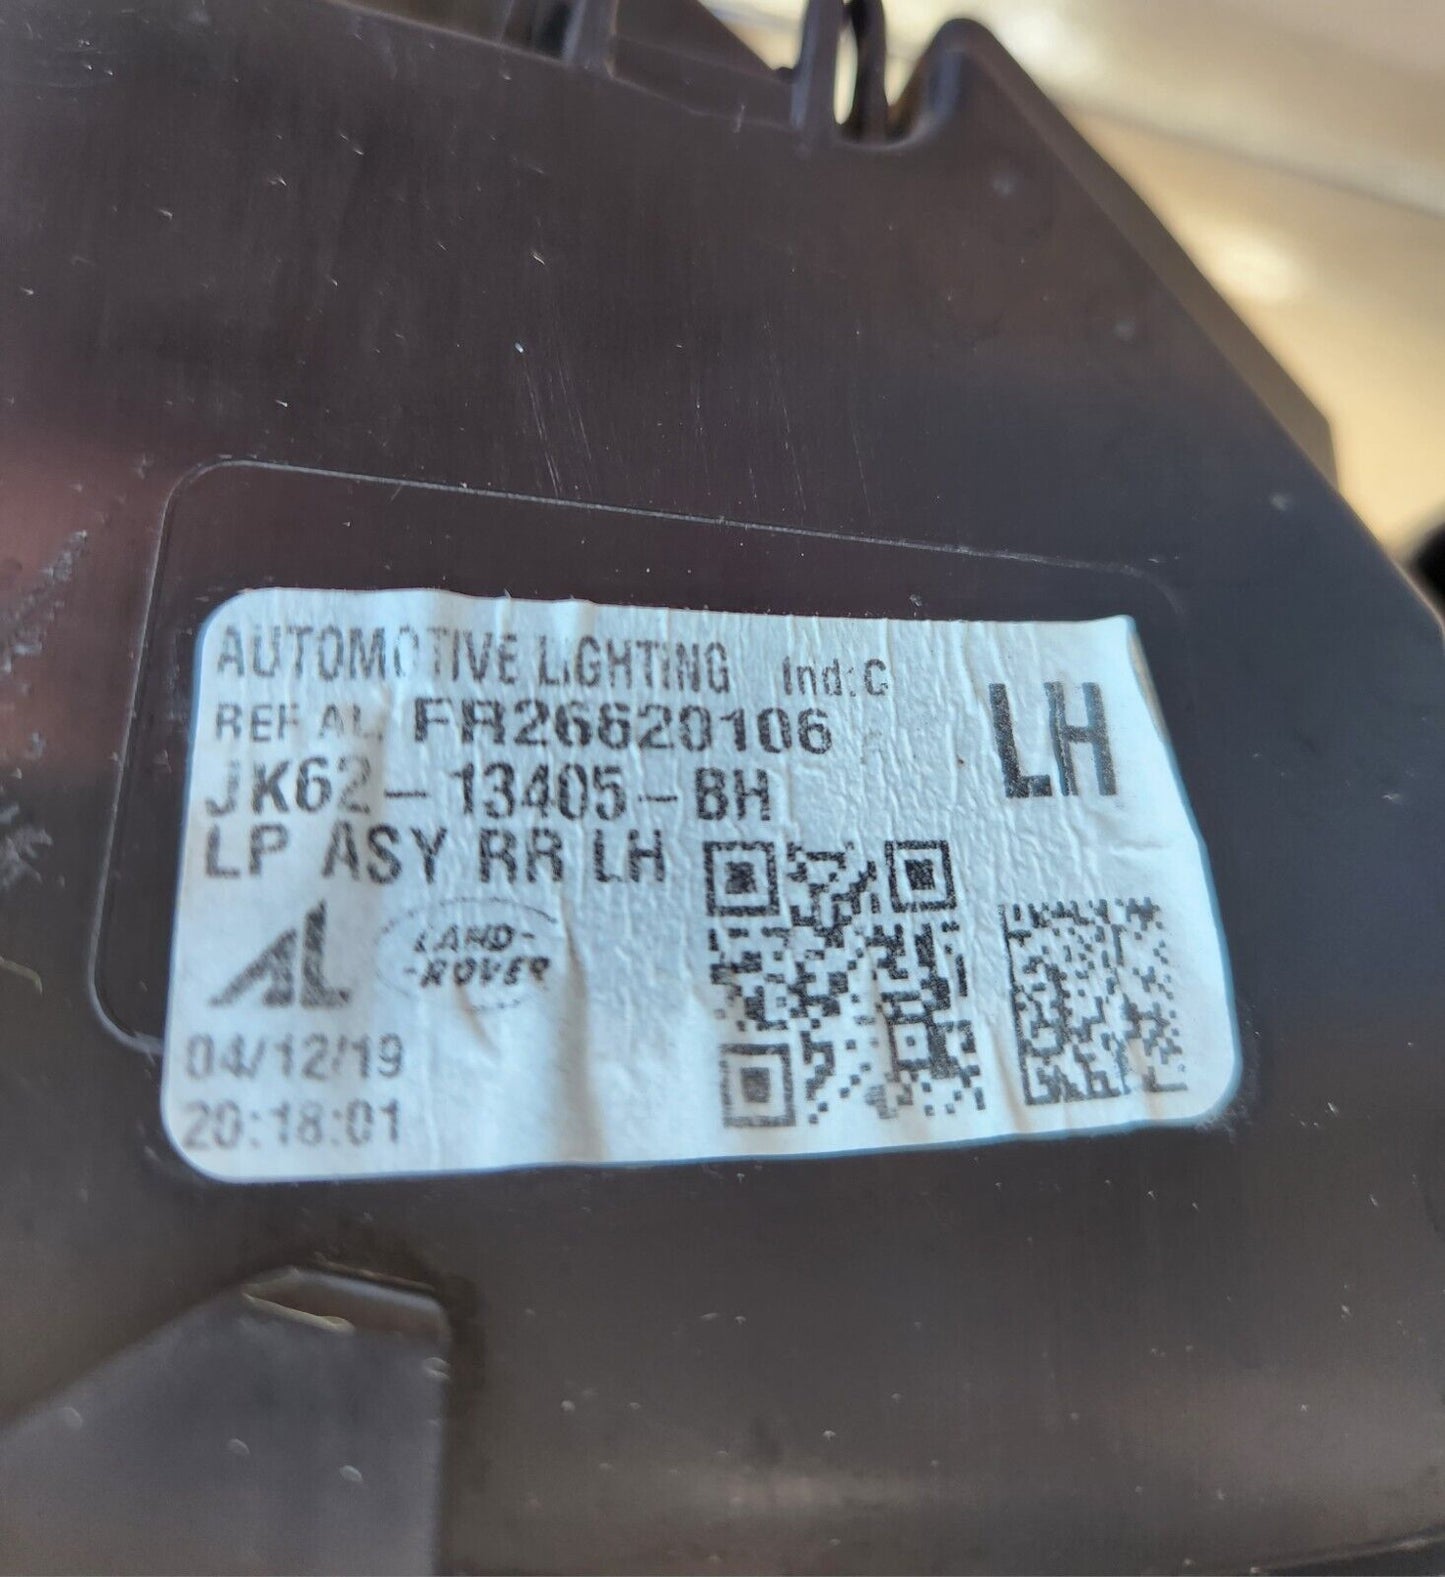 AUTOMOTIVE LIGHTING Ind:C
REF AL. FR26620106
LH
JK62-13405-BH
LP ASY RR LH
AL
LAND-
-ROVER
04/12/19
20:18:01